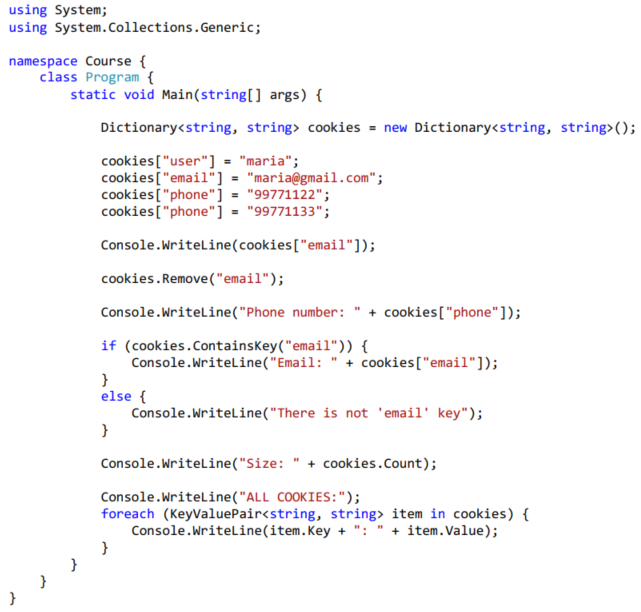 using System;
using System.Collections.Generic;

namespace Course {
    class Program {
        static void Main(string[] args) {

            Dictionary<string, string> cookies = new Dictionary<string, string>();

            cookies["user"] = "maria";
            cookies["email"] = "maria@gmail.com";
            cookies["phone"] = "99771122";
            cookies["phone"] = "99771133";

            Console.WriteLine(cookies["email"]);

            cookies.Remove("email");

            Console.WriteLine("Phone number: " + cookies["phone"]);

            if (cookies.ContainsKey("email")) {
                Console.WriteLine("Email: " + cookies["email"]);
            }
            else {
                Console.WriteLine("There is not 'email' key");
            }

            Console.WriteLine("Size: " + cookies.Count);

            Console.WriteLine("ALL COOKIES:");
            foreach (KeyValuePair<string, string> item in cookies) {
                Console.WriteLine(item.Key + ": " + item.Value);
            }
        }
    }
}